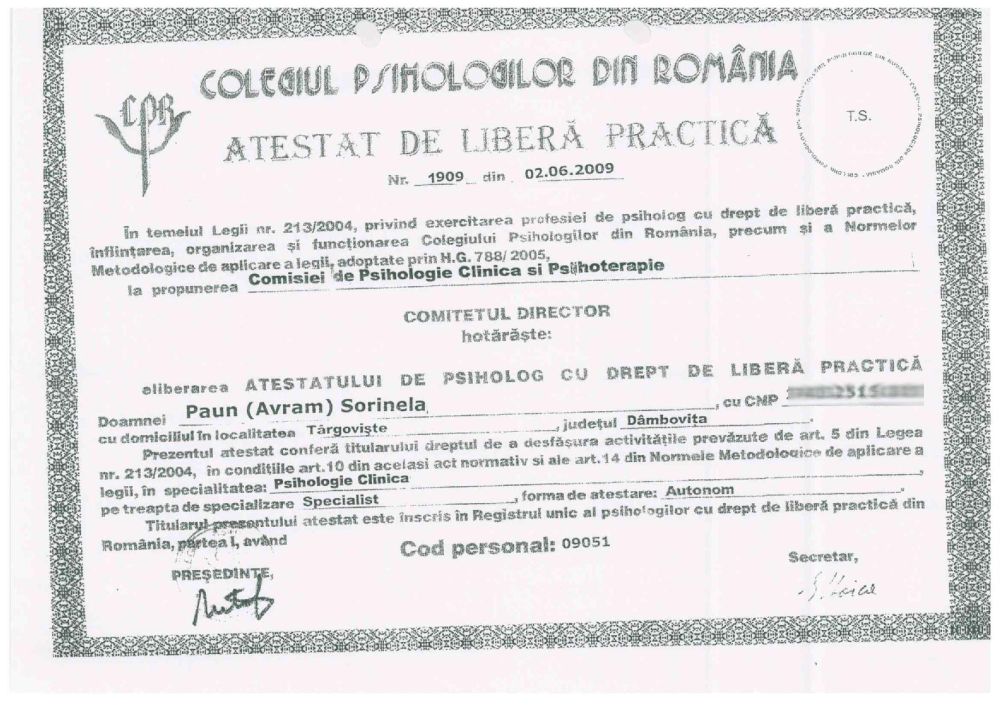 COLEGIUL PSIHOLOGILOR DIN ROMÂNIA
CPR
T.S.
ATESTAT DE LIBERĂ PRACTICĂ
Nr. 1909 din 02.06.2009
În temeiul Legii nr. 213/2004, privind exercitarea profesiei de psiholog cu drept de liberă practică,
înființarea, organizarea și funcționarea Colegiului Psihologilor din România, precum și a Normelor
Metodologice de aplicare a legii, adoptate prin H.G. 788/ 2005,
la propunerea Comisiei de Psihologie Clinica si Psihoterapie
COMITETUL DIRECTOR
hotărăște:
eliberarea ATESTATULUI DE PSIHOLOG CU DREPT DE LIBERĂ PRACTICĂ
Doamnei Paun (Avram) Sorinela, cu CNP
cu domiciliul în localitatea Târgoviște, județul Dâmbovița.
Prezentul atestat conferă titularului dreptul de a desfășura activitățile prevăzute de art. 5 din Legea
nr. 213/2004, în condițiile art.10 din acelasi act normativ si ale art.14 din Normele Metodologice de aplicare a
legii, în specialitatea: Psihologie Clinica,
pe treapta de specializare Specialist, forma de atestare: Autonom.
Titularul presentului atestat este înscris în Registrul unic al psihologilor cu drept de liberă practică din
România, partea I, având
Cod personal: 09051
PREȘEDINTE,
Secretar,